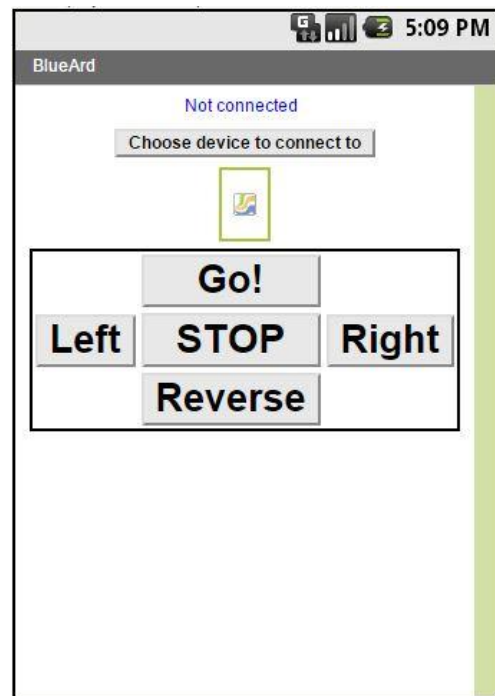 G 5:09 PM
BlueArd
Not connected
Choose device to connect to
Go!
Left STOP Right
Reverse